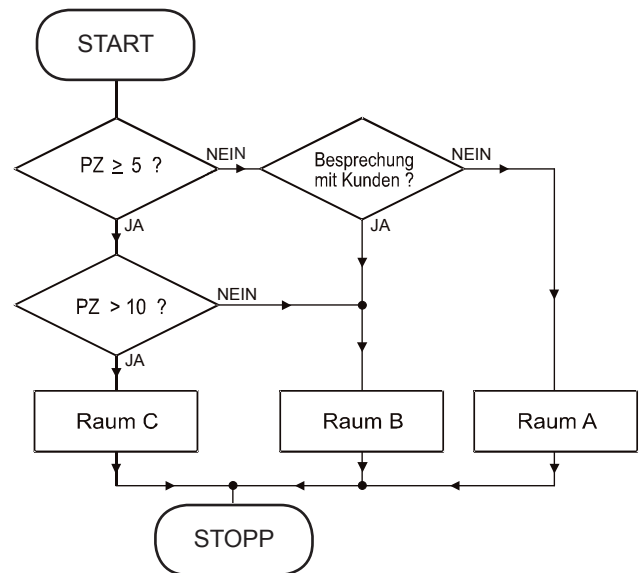 START
PZ ≥ 5 ?
NEIN
Besprechung
mit Kunden ?
NEIN
JA
JA
PZ > 10 ?
NEIN
JA
Raum C
Raum B
Raum A
STOPP